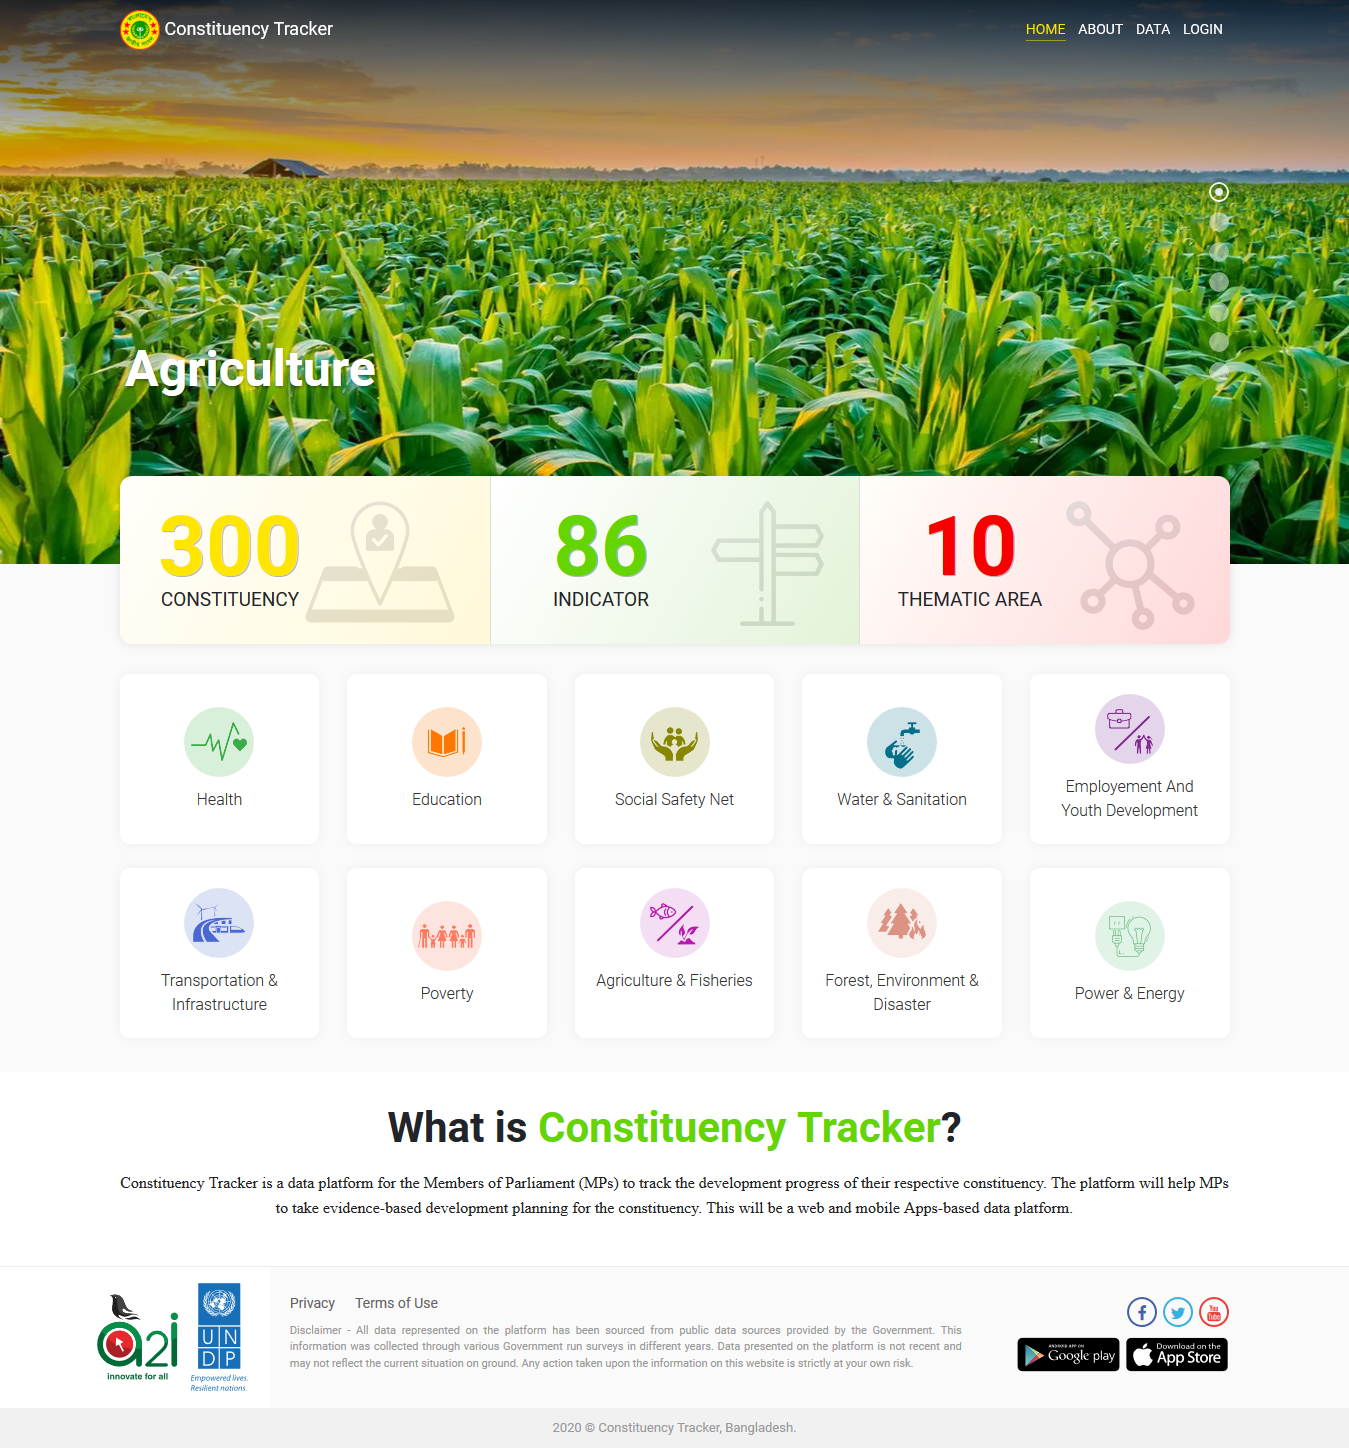 Constituency Tracker
HOME ABOUT DATA LOGIN
Agriculture
300
CONSTITUENCY
86
INDICATOR
10
THEMATIC AREA
Health
Education
Social Safety Net
Water & Sanitation
Employement And
Youth Development
Transportation &
Infrastructure
Poverty
Agriculture & Fisheries
Forest, Environment &
Disaster
Power & Energy
What is Constituency Tracker?
Constituency Tracker is a data platform for the Members of Parliament (MPs) to track the development progress of their respective constituency. The platform will help MPs
to take evidence-based development planning for the constituency. This will be a web and mobile Apps-based data platform.
a2i
innovate for all
UN
DP
Empowered lives.
Resilient nations.
Privacy Terms of Use
Disclaimer - All data represented on the platform has been sourced from public data sources provided by the Government. This
information was collected through various Government run surveys in different years. Data presented on the platform is not recent and
may not reflect the current situation on ground. Any action taken upon the information on this website is strictly at your own risk.
You
Tube
ANDROID APP ON
Google play
Download on the
App Store
2020 © Constituency Tracker, Bangladesh.